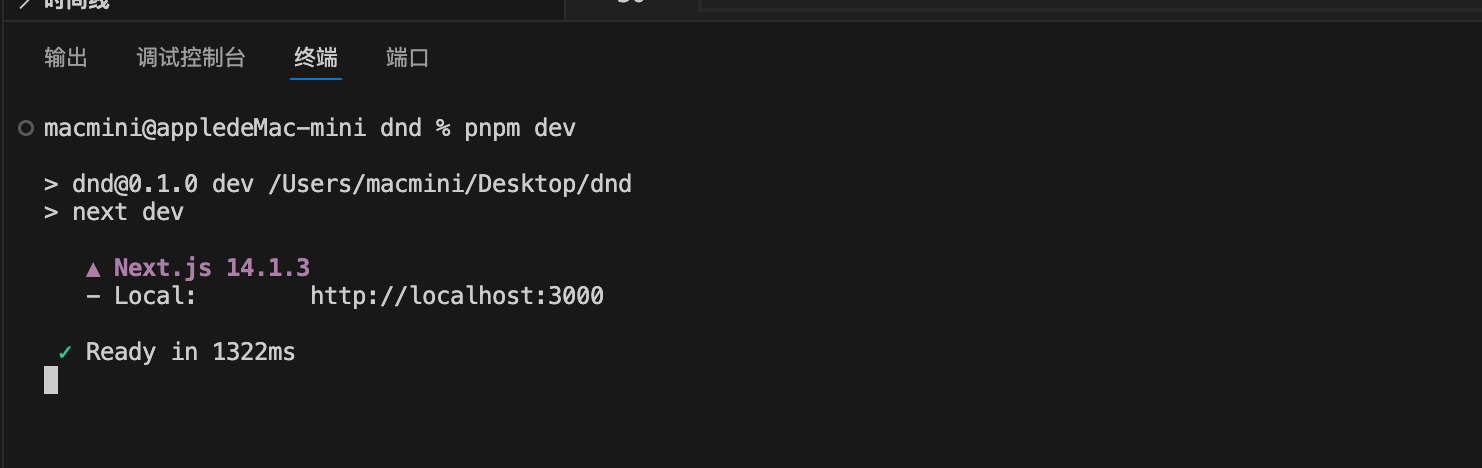 时间线
输出 调试控制台 终端 端口
macmini@appledeMac-mini dnd % pnpm dev
> dnd@0.1.0 dev /Users/macmini/Desktop/dnd
> next dev
▲ Next.js 14.1.3
- Local: http://localhost:3000
✓ Ready in 1322ms